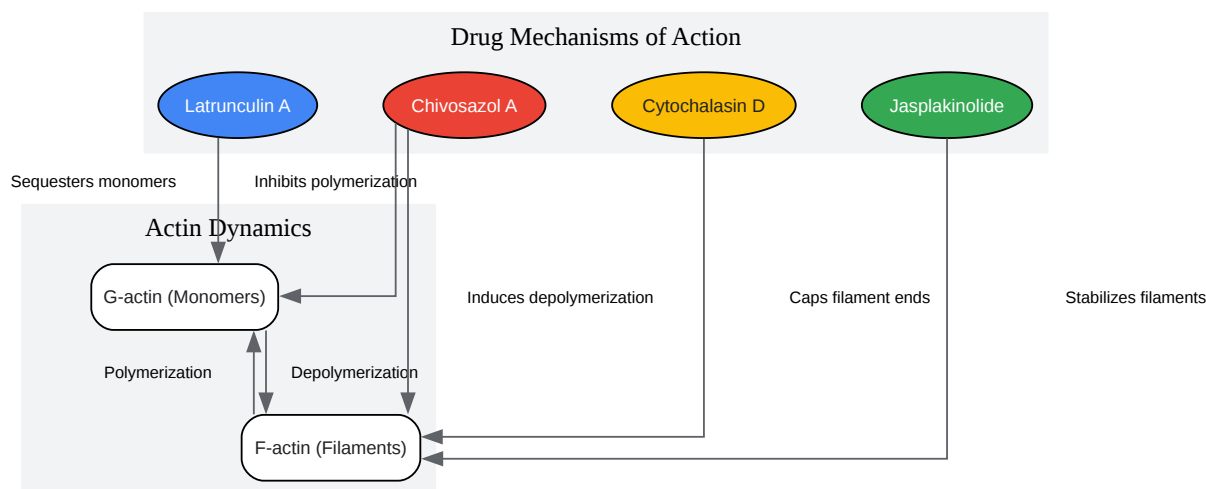 Drug Mechanisms of Action
Latrunculin A
Chivosazol A
Cytochalasin D
Jasplakinolide
Sequesters monomers
Inhibits polymerization
Actin Dynamics
G-actin (Monomers)
Induces depolymerization
Caps filament ends
Stabilizes filaments
Polymerization
Depolymerization
F-actin (Filaments)